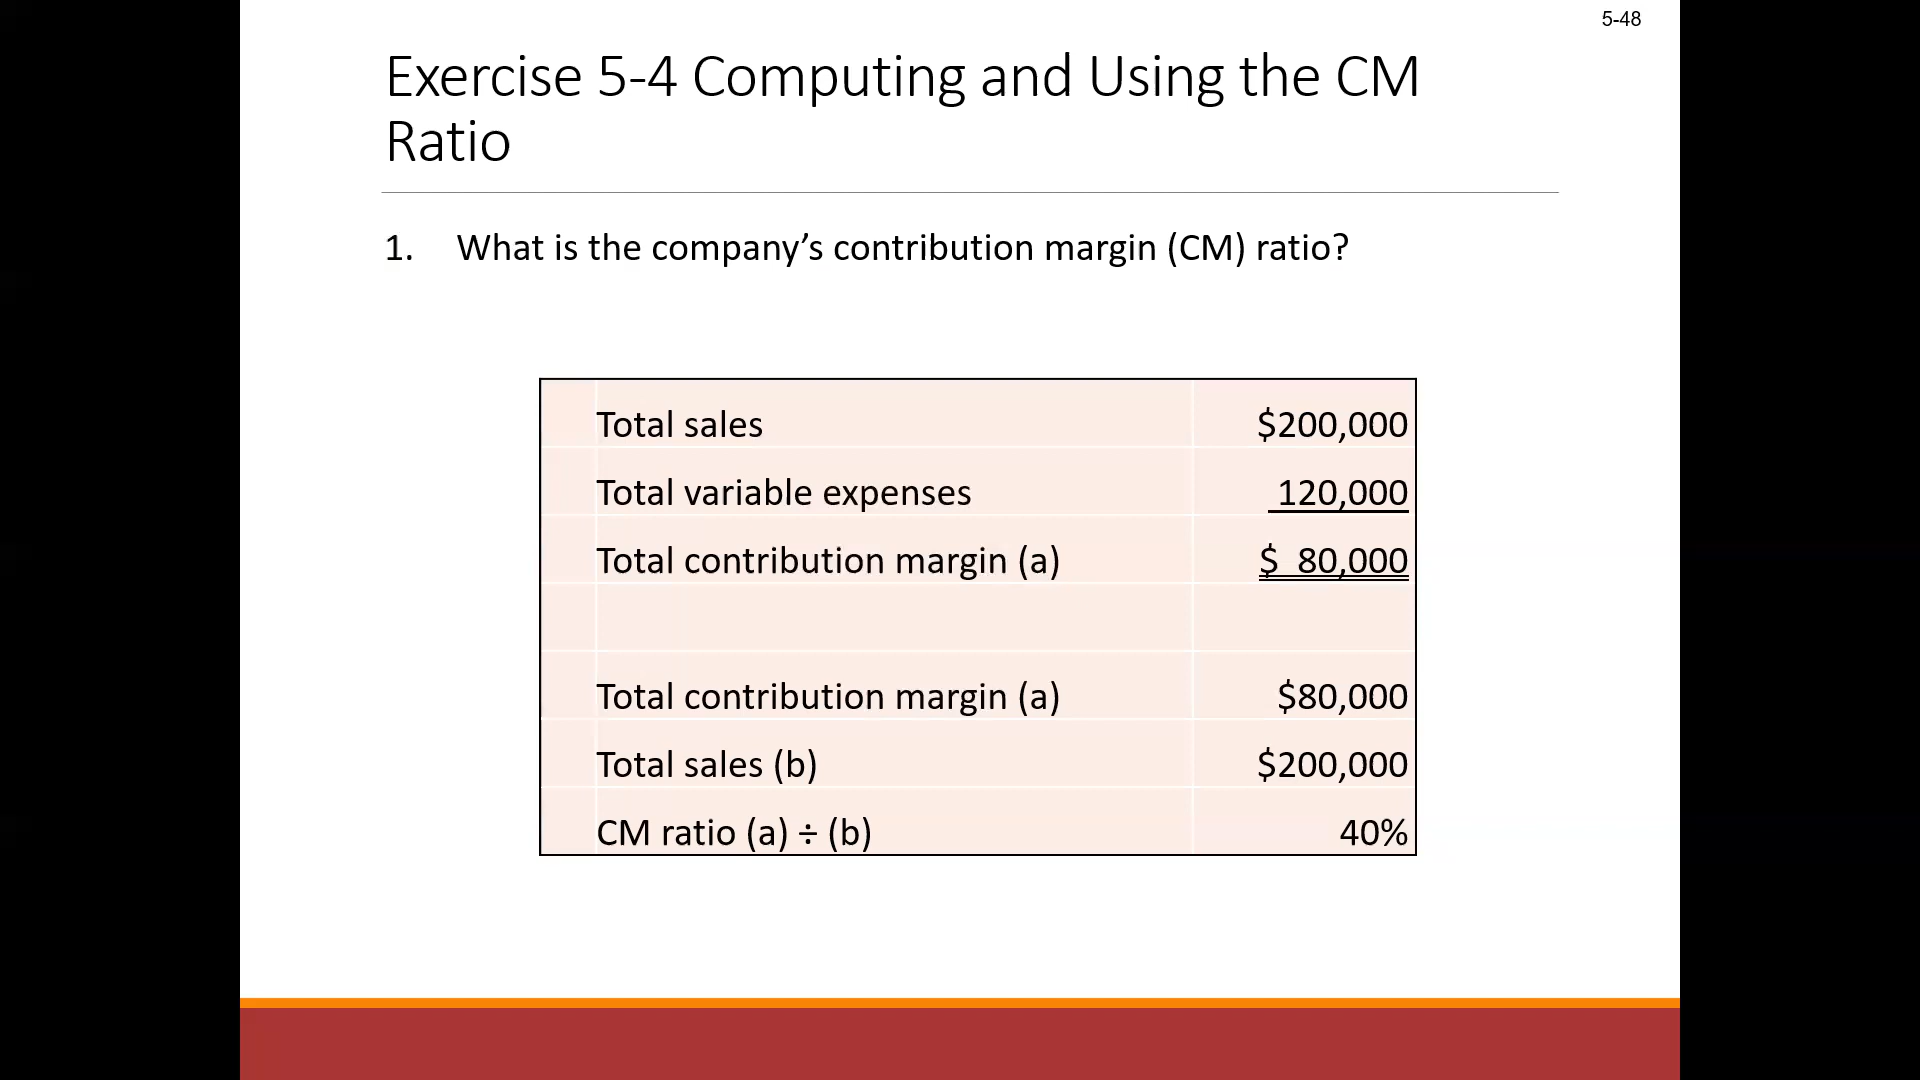 5-48
Exercise 5-4 Computing and Using the CM
Ratio
1. What is the company’s contribution margin (CM) ratio?
Total sales $200,000
Total variable expenses 120,000
Total contribution margin (a) $ 80,000
Total contribution margin (a) $80,000
Total sales (b) $200,000
CM ratio (a) ÷ (b) 40%